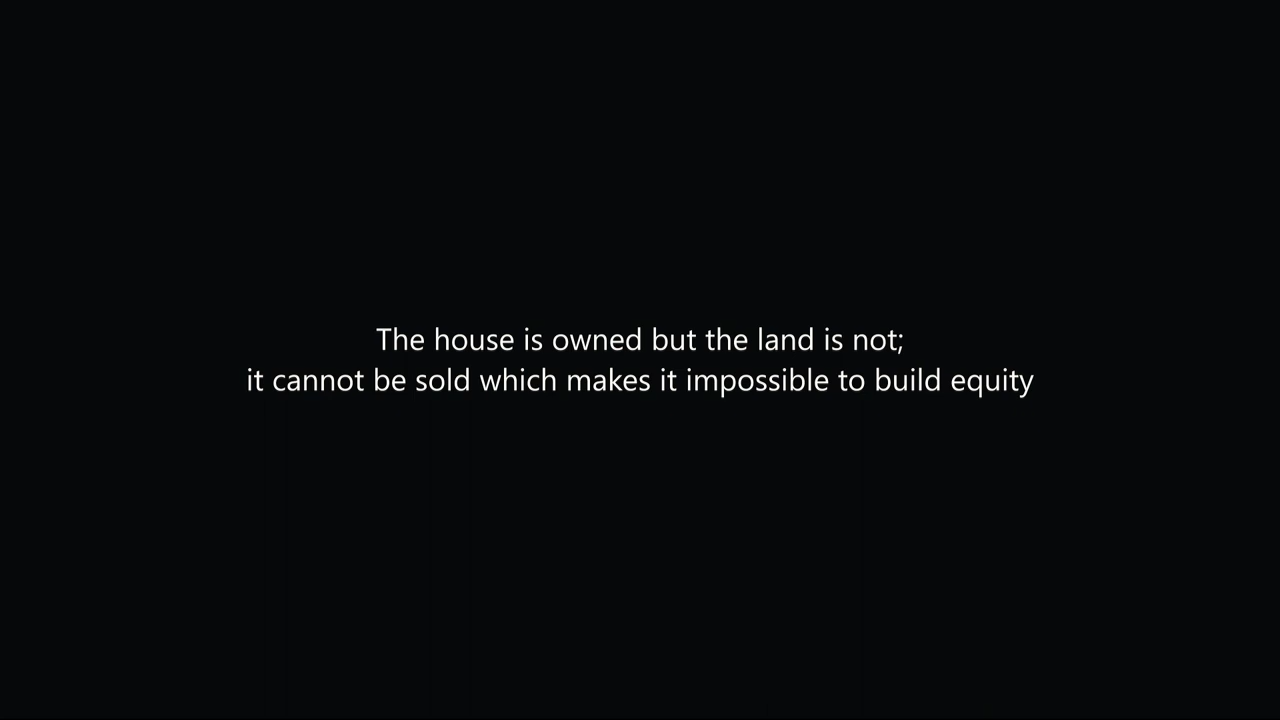 The house is owned but the land is not;
it cannot be sold which makes it impossible to build equity